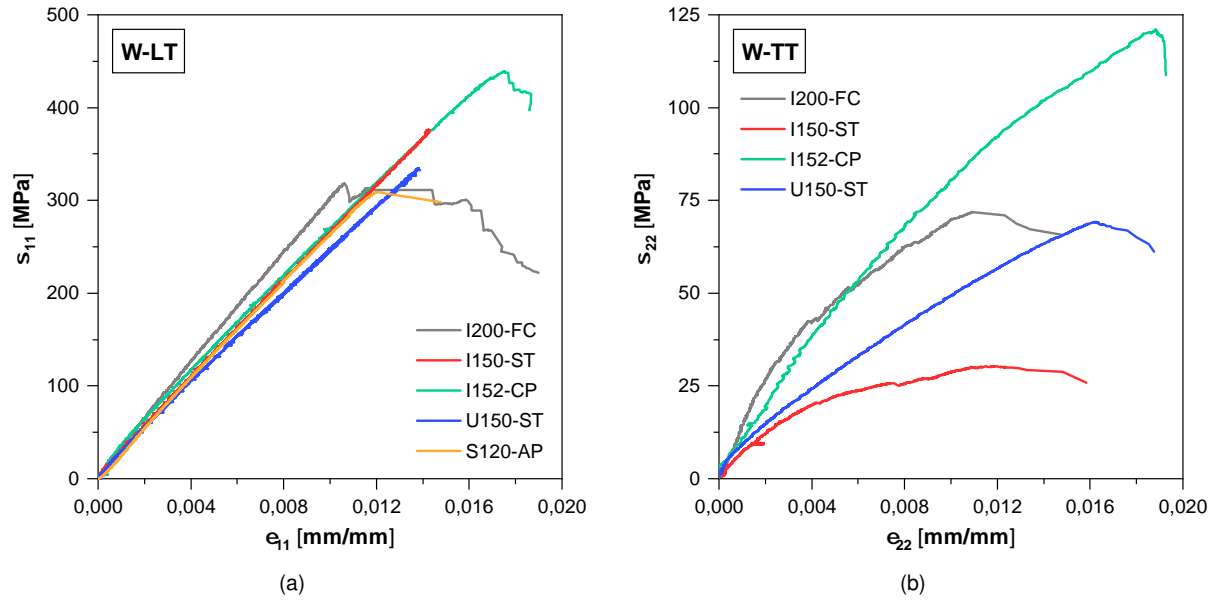 W-LT
500
400
300
200
100
0
s11 [MPa]
I200-FC
I150-ST
I152-CP
U150-ST
S120-AP
0,000 0,004 0,008 0,012 0,016 0,020
e11 [mm/mm]
(a)
W-TT
125
100
75
50
25
0
s22 [MPa]
I200-FC
I150-ST
I152-CP
U150-ST
0,000 0,004 0,008 0,012 0,016 0,020
e22 [mm/mm]
(b)